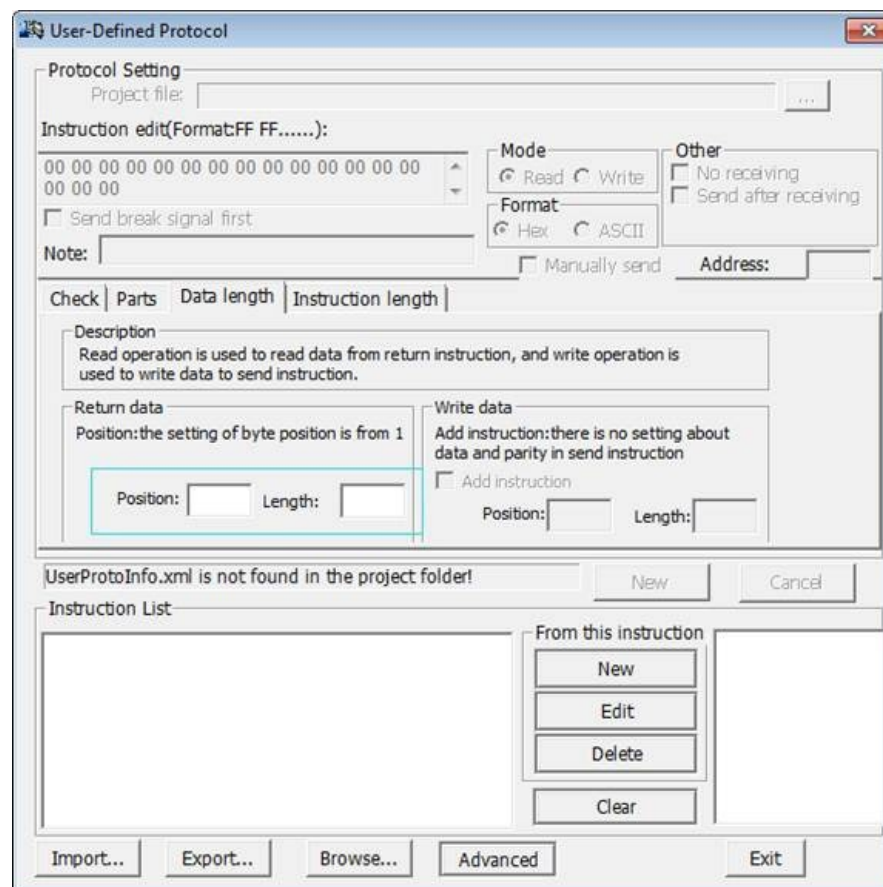 User-Defined Protocol
Protocol Setting
Project file:
...
Instruction edit(Format:FF FF......):
00 00 00 00 00 00 00 00 00 00 00 00 00 00
00 00 00
Mode
Read Write
Other
No receiving
Send after receiving
Send break signal first
Format
Hex ASCII
Note:
Manually send
Address:
Check Parts Data length Instruction length
Description
Read operation is used to read data from return instruction, and write operation is
used to write data to send instruction.
Return data
Position:the setting of byte position is from 1
Position: Length:
Write data
Add instruction:there is no setting about
data and parity in send instruction
Add instruction
Position: Length:
UserProtoInfo.xml is not found in the project folder!
New
Cancel
Instruction List
From this instruction
New
Edit
Delete
Clear
Import... Export... Browse... Advanced Exit